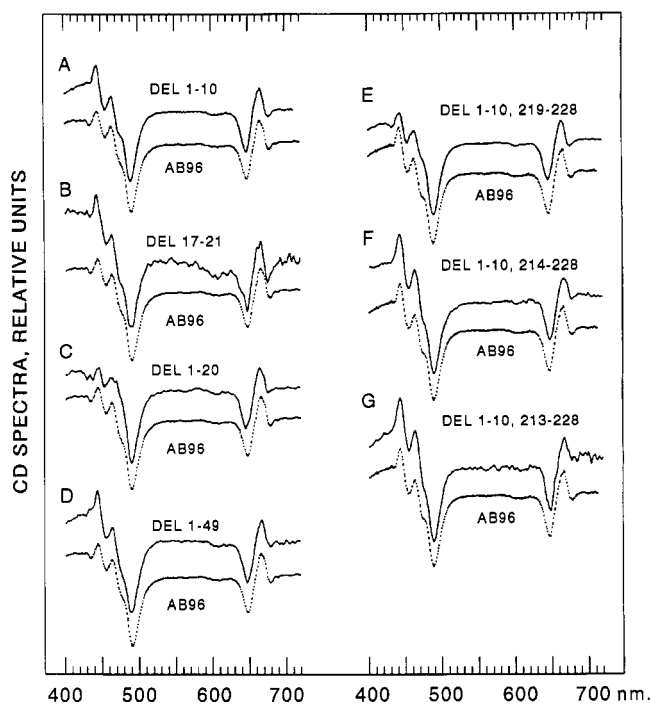 CD SPECTRA, RELATIVE UNITS
A
DEL 1-10
AB96
B
DEL 17-21
AB96
C
DEL 1-20
AB96
D
DEL 1-49
AB96
E
DEL 1-10, 219-228
AB96
F
DEL 1-10, 214-228
AB96
G
DEL 1-10, 213-228
AB96
400 500 600 700 400 500 600 700 nm.